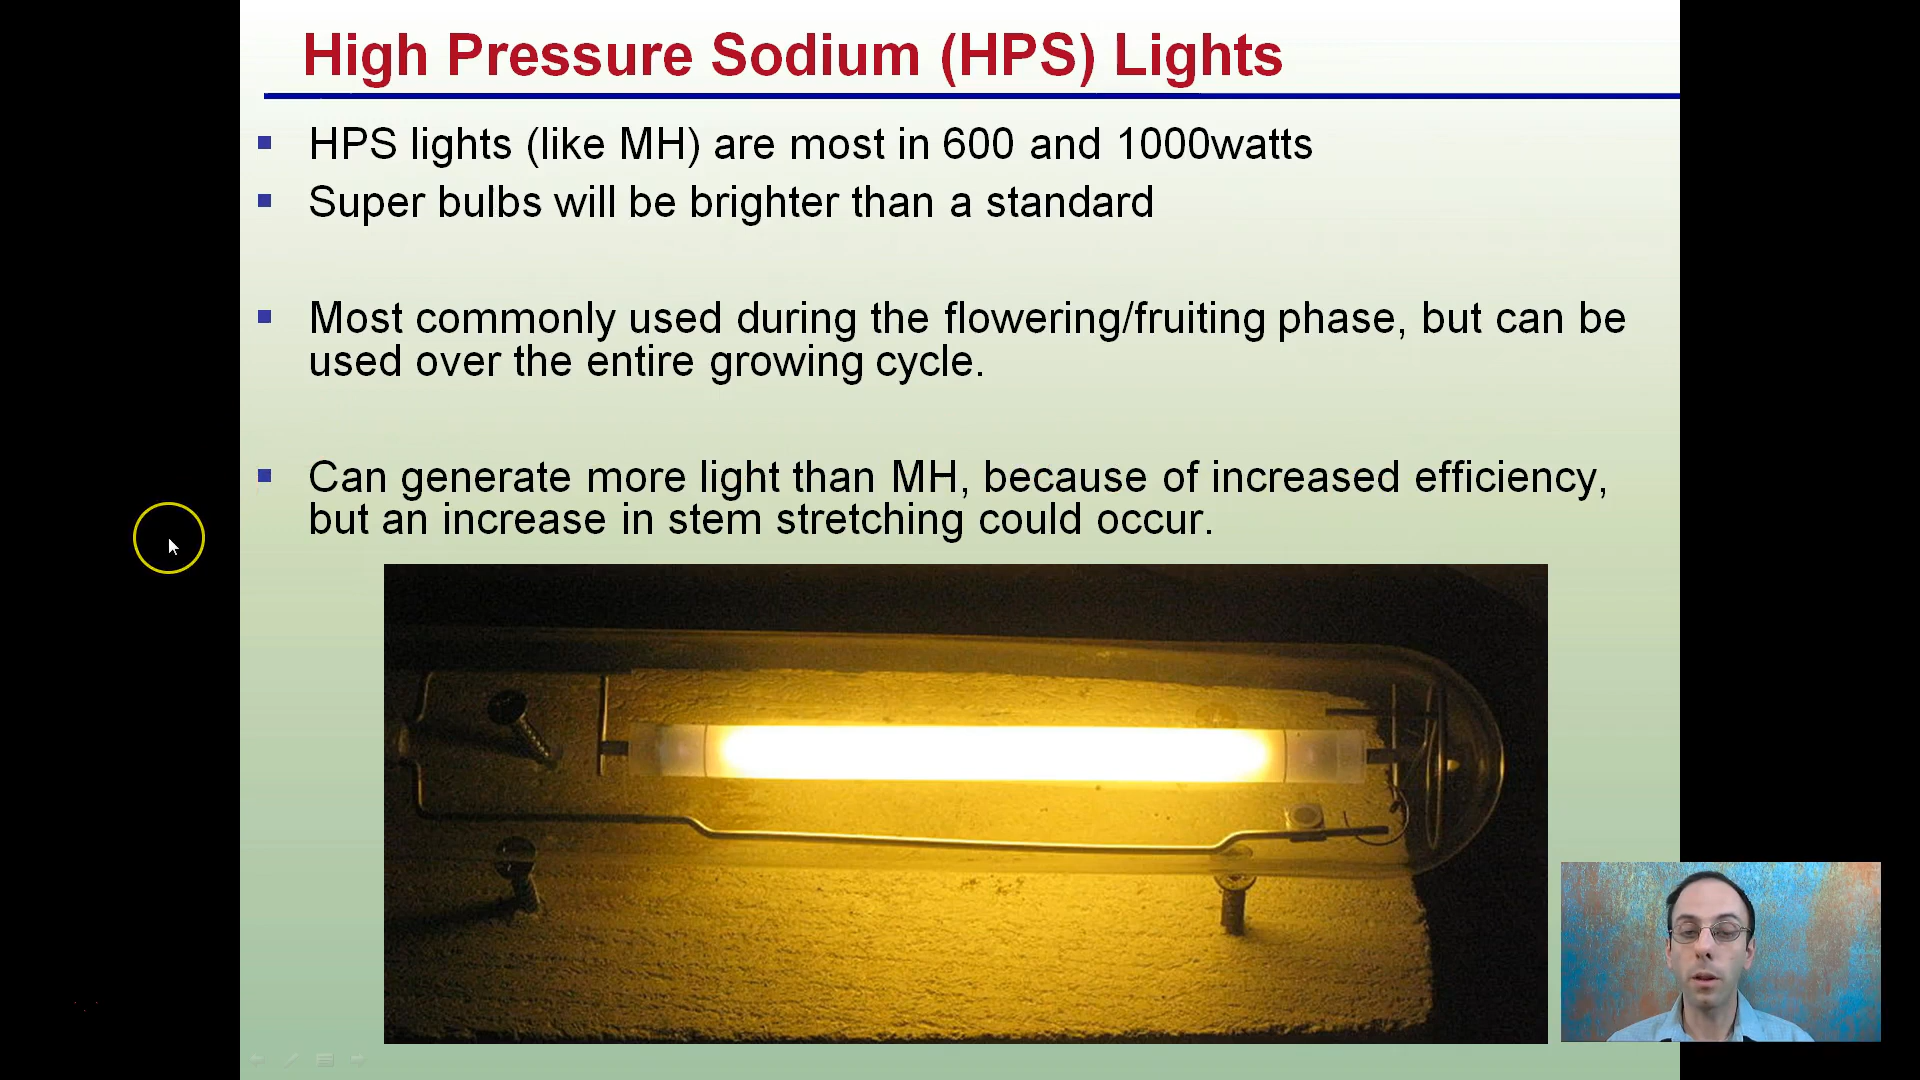 High Pressure Sodium (HPS) Lights
HPS lights (like MH) are most in 600 and 1000watts
Super bulbs will be brighter than a standard
Most commonly used during the flowering/fruiting phase, but can be
used over the entire growing cycle.
Can generate more light than MH, because of increased efficiency,
but an increase in stem stretching could occur.